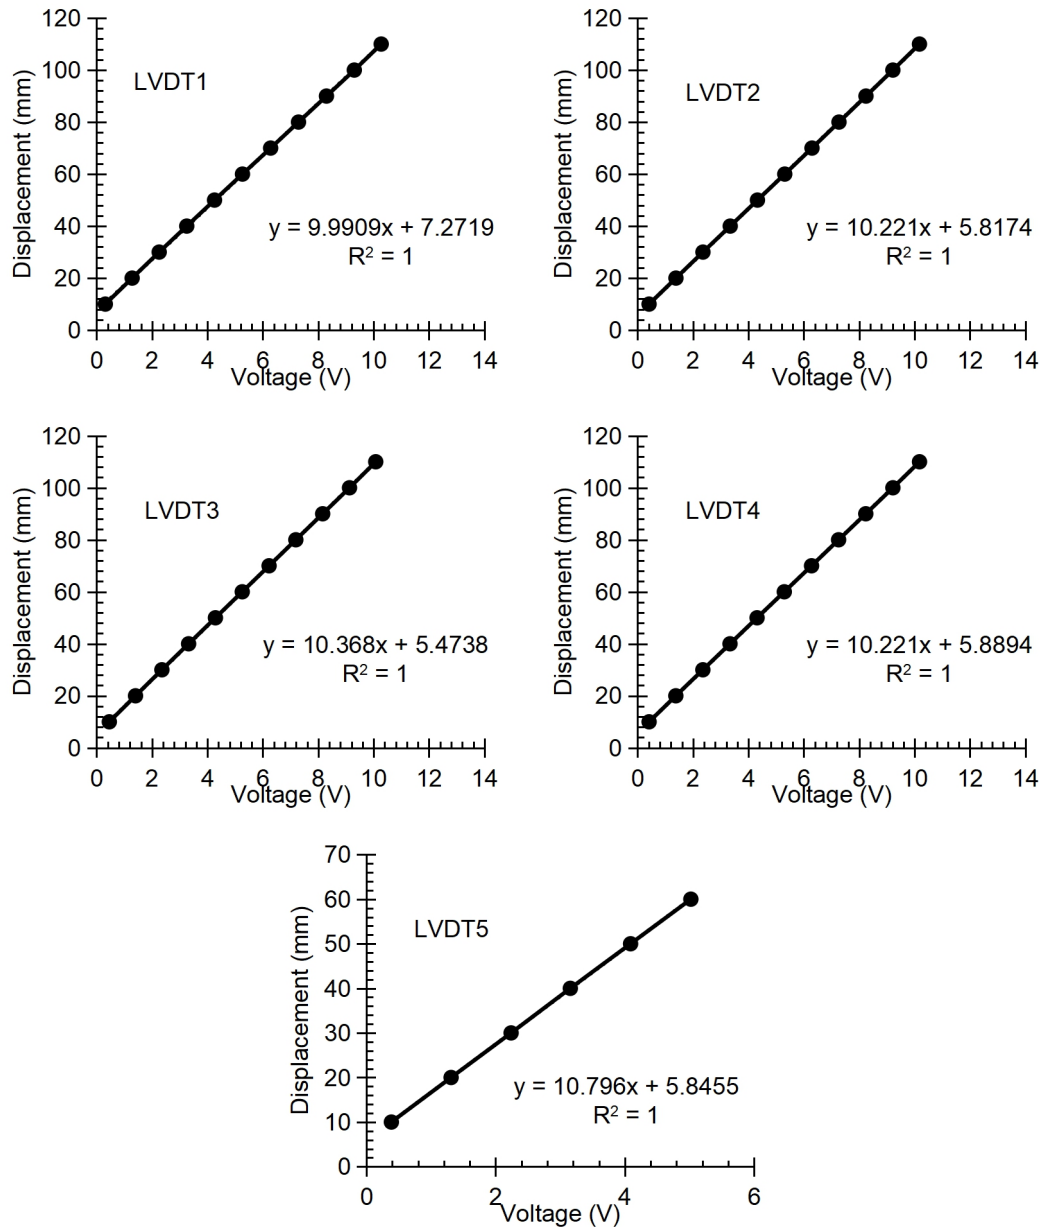 120
100
80
60
40
20
0
Displacement (mm)
LVDT1
y = 9.9909x + 7.2719
R² = 1
0 2 4 6 8 10 12 14
Voltage (V)
120
100
80
60
40
20
0
Displacement (mm)
LVDT2
y = 10.221x + 5.8174
R² = 1
0 2 4 6 8 10 12 14
Voltage (V)
120
100
80
60
40
20
0
Displacement (mm)
LVDT3
y = 10.368x + 5.4738
R² = 1
0 2 4 6 8 10 12 14
Voltage (V)
120
100
80
60
40
20
0
Displacement (mm)
LVDT4
y = 10.221x + 5.8894
R² = 1
0 2 4 6 8 10 12 14
Voltage (V)
70
60
50
40
30
20
10
0
Displacement (mm)
LVDT5
y = 10.796x + 5.8455
R² = 1
0 2 4 6
Voltage (V)